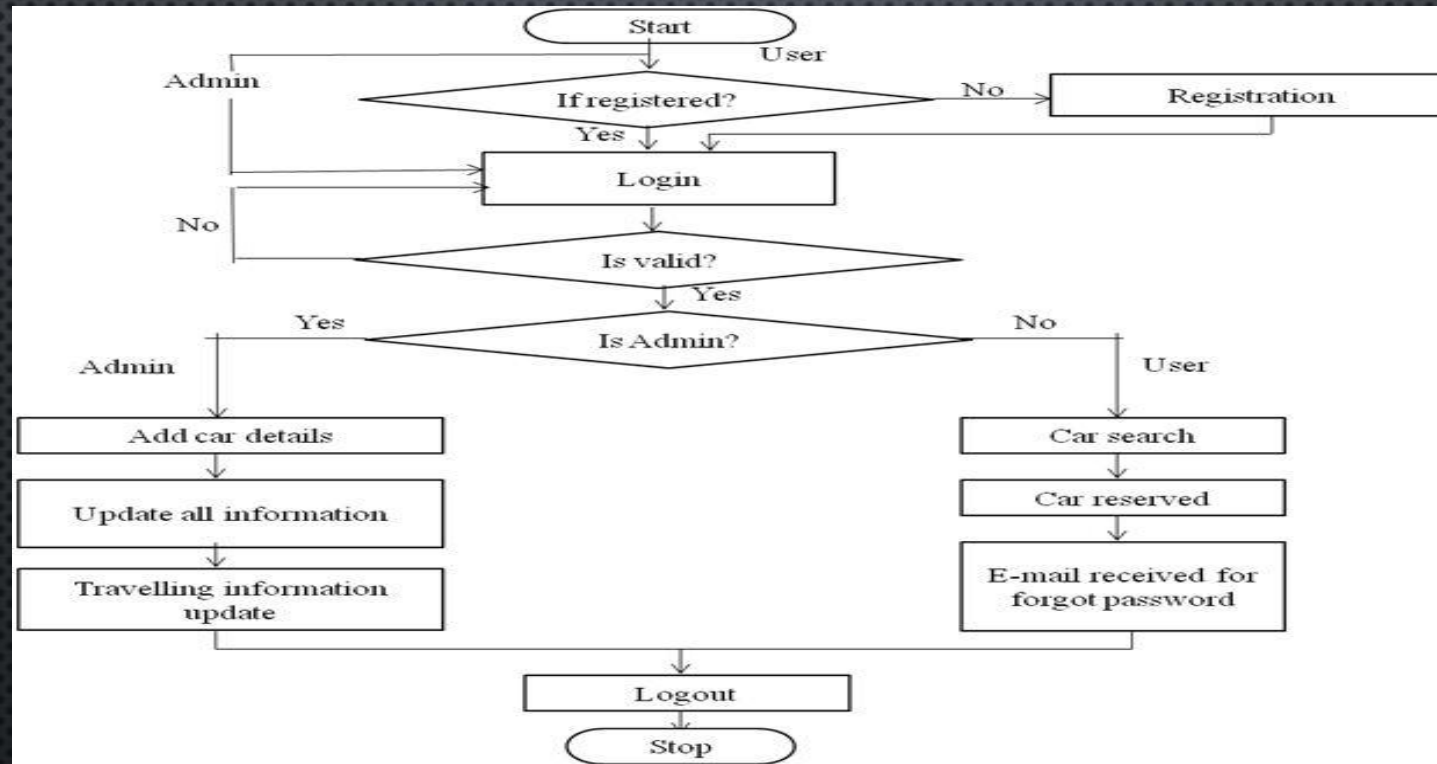 Start
User
Admin
If registered?
No
Registration
Yes
Login
No
Is valid?
Yes
Yes
Is Admin?
No
Admin
User
Add car details
Car search
Update all information
Car reserved
Travelling information
update
E-mail received for
forgot password
Logout
Stop